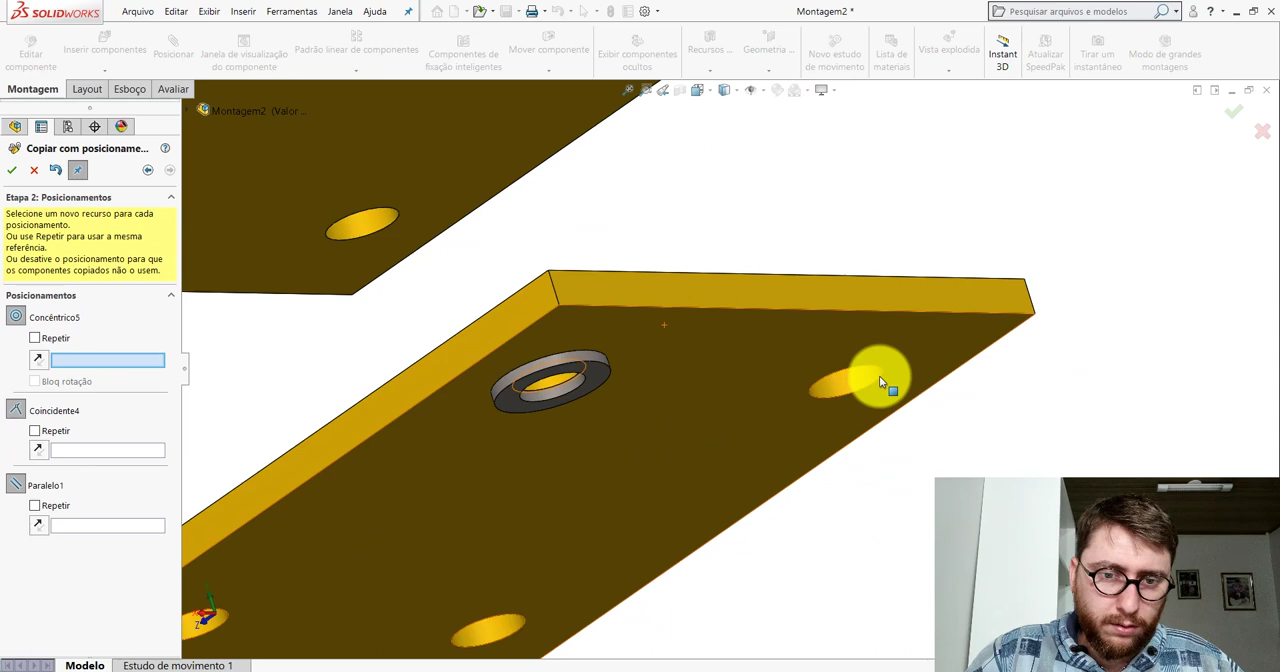 SOLIDWORKS
Arquivo Editar Exibir Inserir Ferramentas Janela Ajuda
Montagem2 *
Pesquisar arquivos e modelos
?
Editar componente
Inserir componentes
Posicionar
Janela de visualização do componente
Padrão linear de componentes
Componentes de fixação inteligentes
Mover componente
Exibir componentes ocultos
Recursos ...
Geometria ...
Novo estudo de movimento
Lista de materiais
Vista explodida
Instant 3D
Atualizar SpeedPak
Tirar um instantâneo
Modo de grandes montagens
Montagem Layout Esboço Avaliar
Montagem2 (Valor ...
Copiar com posicioname...
Etapa 2: Posicionamentos
Selecione um novo recurso para cada
posicionamento.
Ou use Repetir para usar a mesma
referência.
Ou desative o posicionamento para que
os componentes copiados não o usem.
Posicionamentos
Concêntrico5
Repetir
Bloq rotação
Coincidente4
Repetir
Paralelo1
Repetir
Z
Modelo Estudo de movimento 1